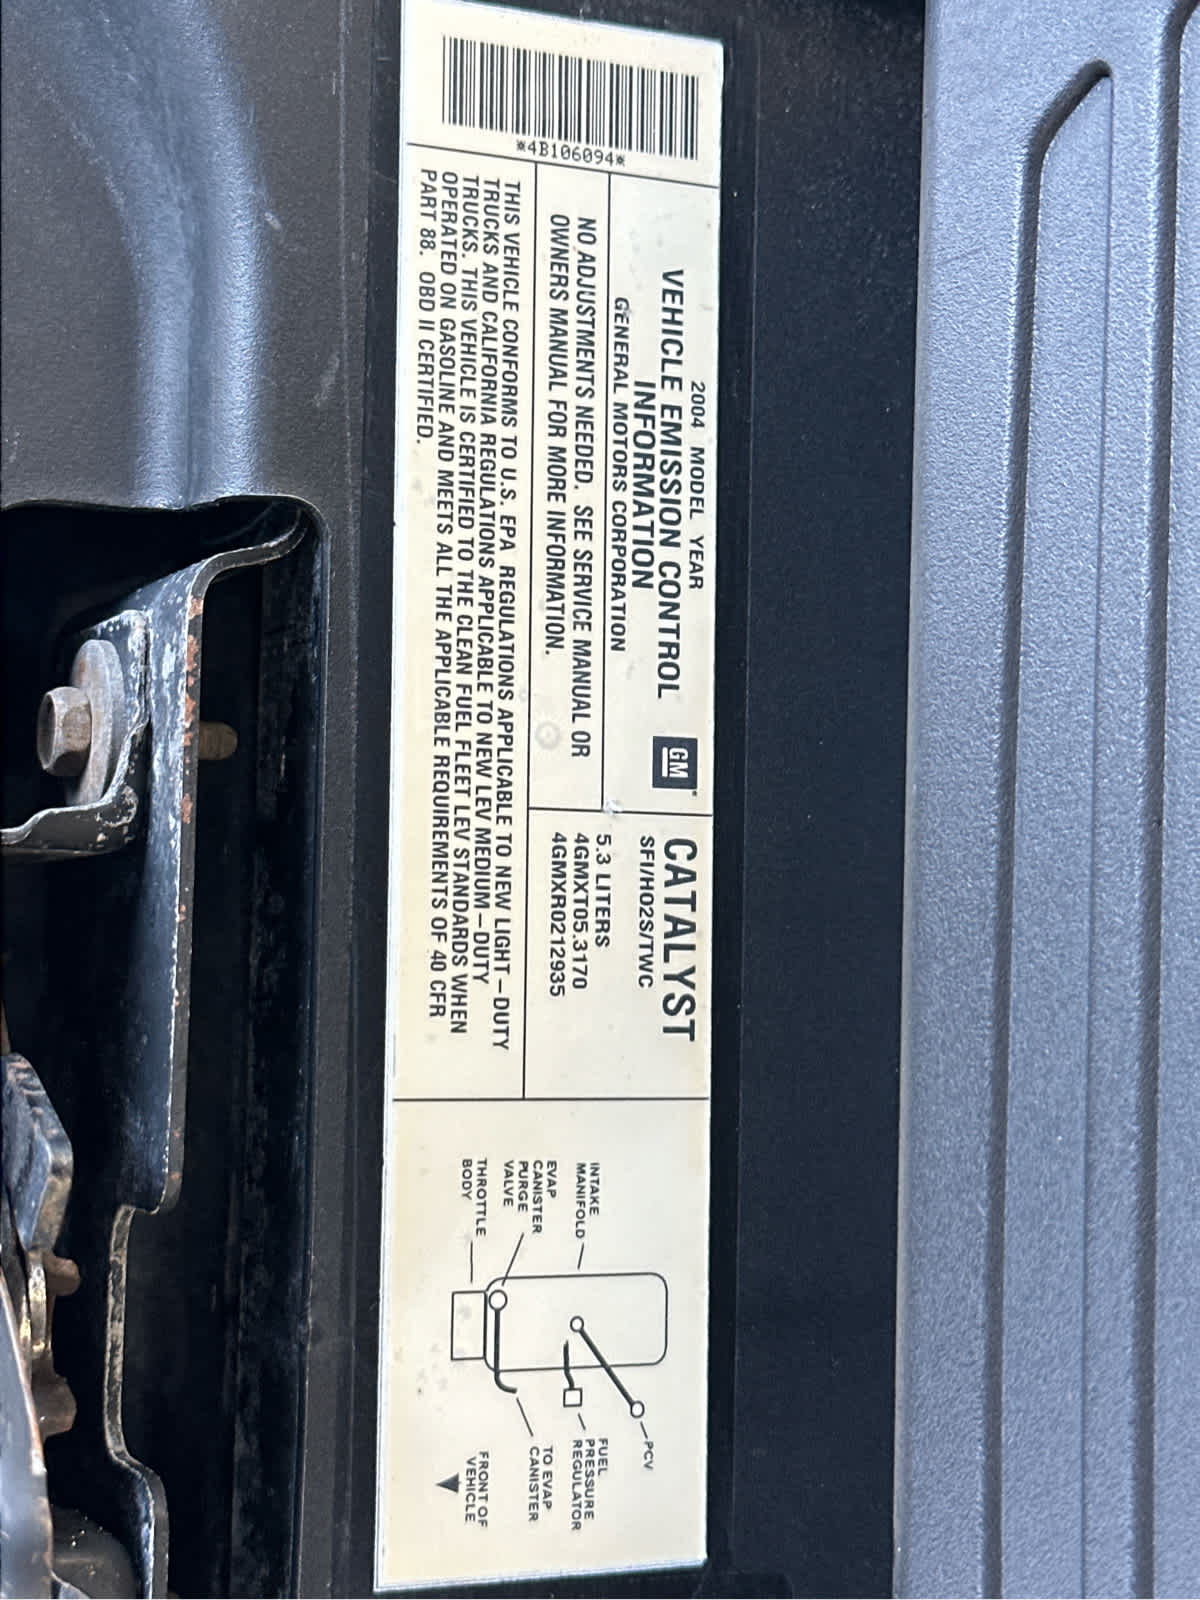 *4B106094*
2004 MODEL YEAR
VEHICLE EMISSION CONTROL
INFORMATION
GENERAL MOTORS CORPORATION
GM
NO ADJUSTMENTS NEEDED. SEE SERVICE MANUAL OR
OWNERS MANUAL FOR MORE INFORMATION.
CATALYST
SFI/HO2S/TWC
5.3 LITERS
4GMXT05.3170
4GMXR0212935
THIS VEHICLE CONFORMS TO U.S. EPA REGULATIONS APPLICABLE TO NEW LIGHT-DUTY
TRUCKS AND CALIFORNIA REGULATIONS APPLICABLE TO NEW LEV MEDIUM-DUTY
TRUCKS. THIS VEHICLE IS CERTIFIED TO THE CLEAN FUEL FLEET LEV STANDARDS WHEN
OPERATED ON GASOLINE AND MEETS ALL THE APPLICABLE REQUIREMENTS OF 40 CFR
PART 88. OBD II CERTIFIED.
INTAKE
MANIFOLD
EVAP
CANISTER
PURGE
VALVE
THROTTLE
BODY
PCV
FUEL
PRESSURE
REGULATOR
TO EVAP
CANISTER
FRONT OF
VEHICLE